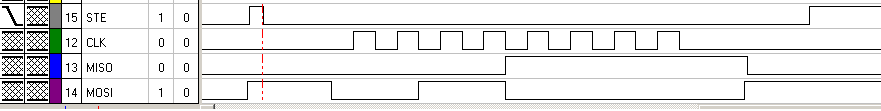 15 STE 1 0
12 CLK 0 0
13 MISO 0 0
14 MOSI 1 0